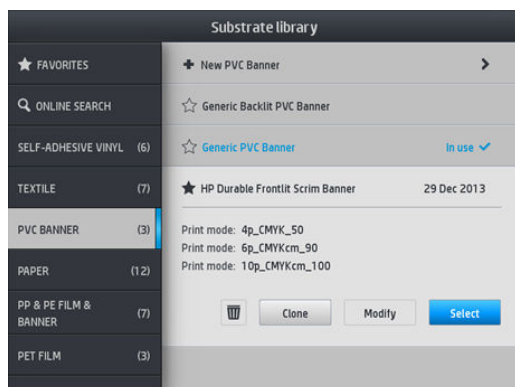 Substrate library
FAVORITES
ONLINE SEARCH
SELF-ADHESIVE VINYL (6)
TEXTILE (7)
PVC BANNER (3)
PAPER (12)
PP & PE FILM &
BANNER (7)
PET FILM (3)
New PVC Banner
Generic Backlit PVC Banner
Generic PVC Banner In use
HP Durable Frontlit Scrim Banner 29 Dec 2013
Print mode: 4p_CMYK_50
Print mode: 6p_CMYKcm_90
Print mode: 10p_CMYKcm_100
Clone Modify Select